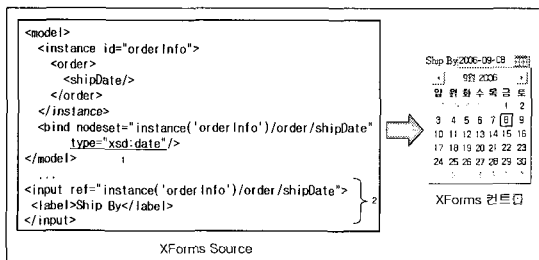 <model>
<instance id="orderInfo">
<order>
<shipDate/>
</order>
</instance>
<bind nodeset="instance('orderInfo')/order/shipDate"
type="xsd:date"/>
1
</model>
...
<input ref="instance('orderInfo')/order/shipDate">
<label>Ship By</label>
</input>
2
XForms Source
Ship By 2006-09-08
9월 2006
일 월 화 수 목 금 토
1 2
3 4 5 6 7 8 9
10 11 12 13 14 15 16
17 18 19 20 21 22 23
24 25 26 27 28 29 30
XForms 컨트롤